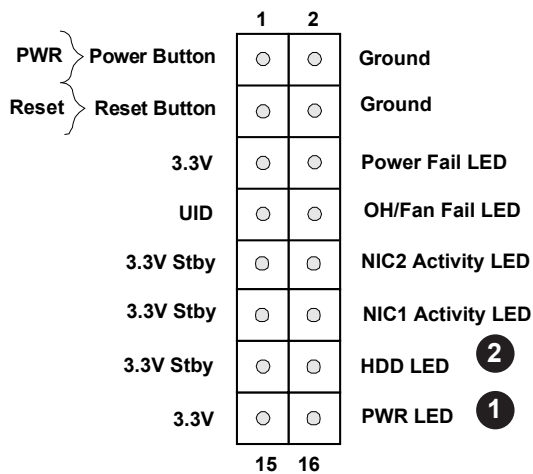 1 2
PWR Power Button Ground
Reset Reset Button Ground
3.3V Power Fail LED
UID OH/Fan Fail LED
3.3V Stby NIC2 Activity LED
3.3V Stby NIC1 Activity LED
3.3V Stby HDD LED 2
3.3V PWR LED 1
15 16